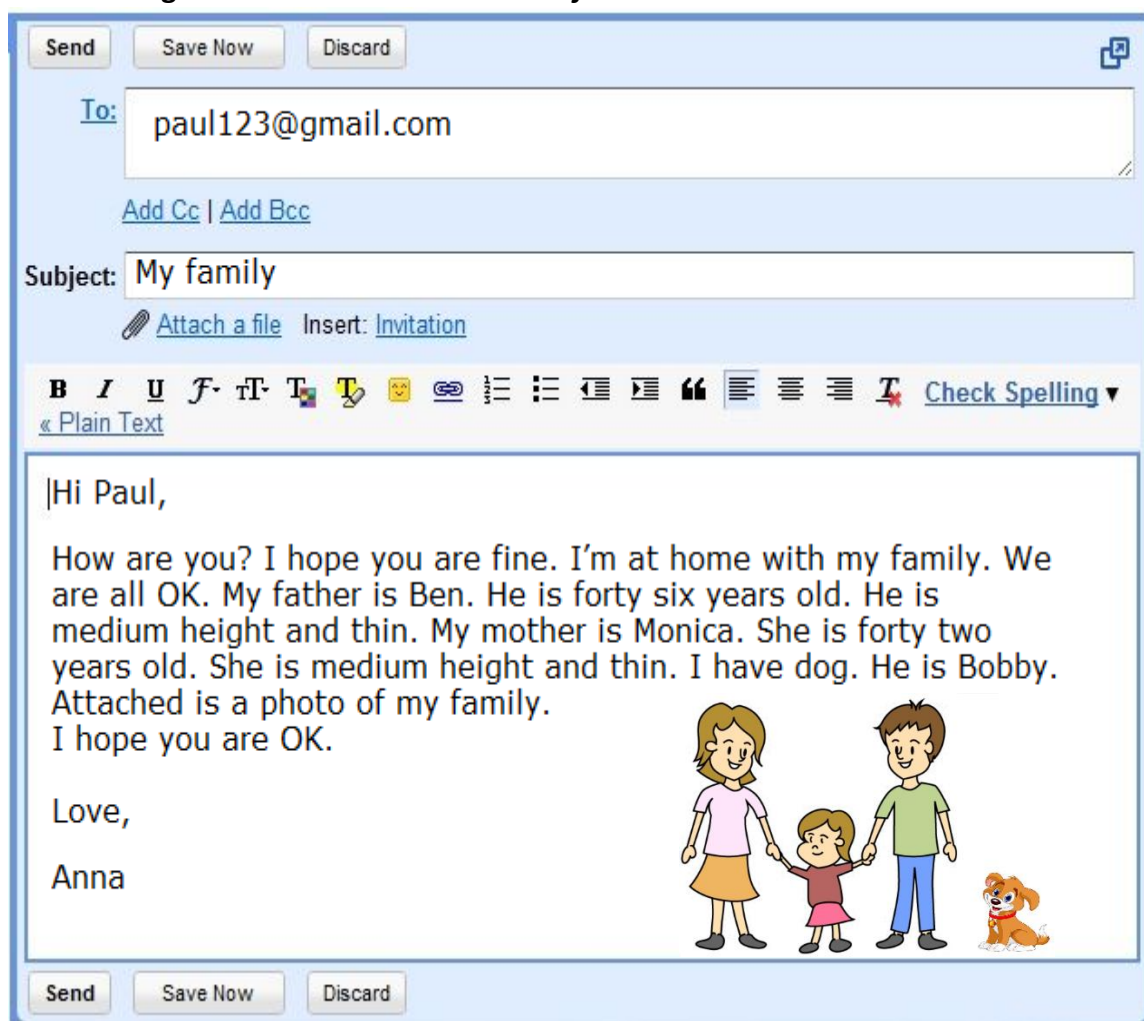 Send Save Now Discard
To: paul123@gmail.com
Add Cc | Add Bcc
Subject: My family
Attach a file Insert: Invitation
B I U Check Spelling ▼
« Plain Text
Hi Paul,
How are you? I hope you are fine. I'm at home with my family. We
are all OK. My father is Ben. He is forty six years old. He is
medium height and thin. My mother is Monica. She is forty two
years old. She is medium height and thin. I have dog. He is Bobby.
Attached is a photo of my family.
I hope you are OK.
Love,
Anna
Send Save Now Discard